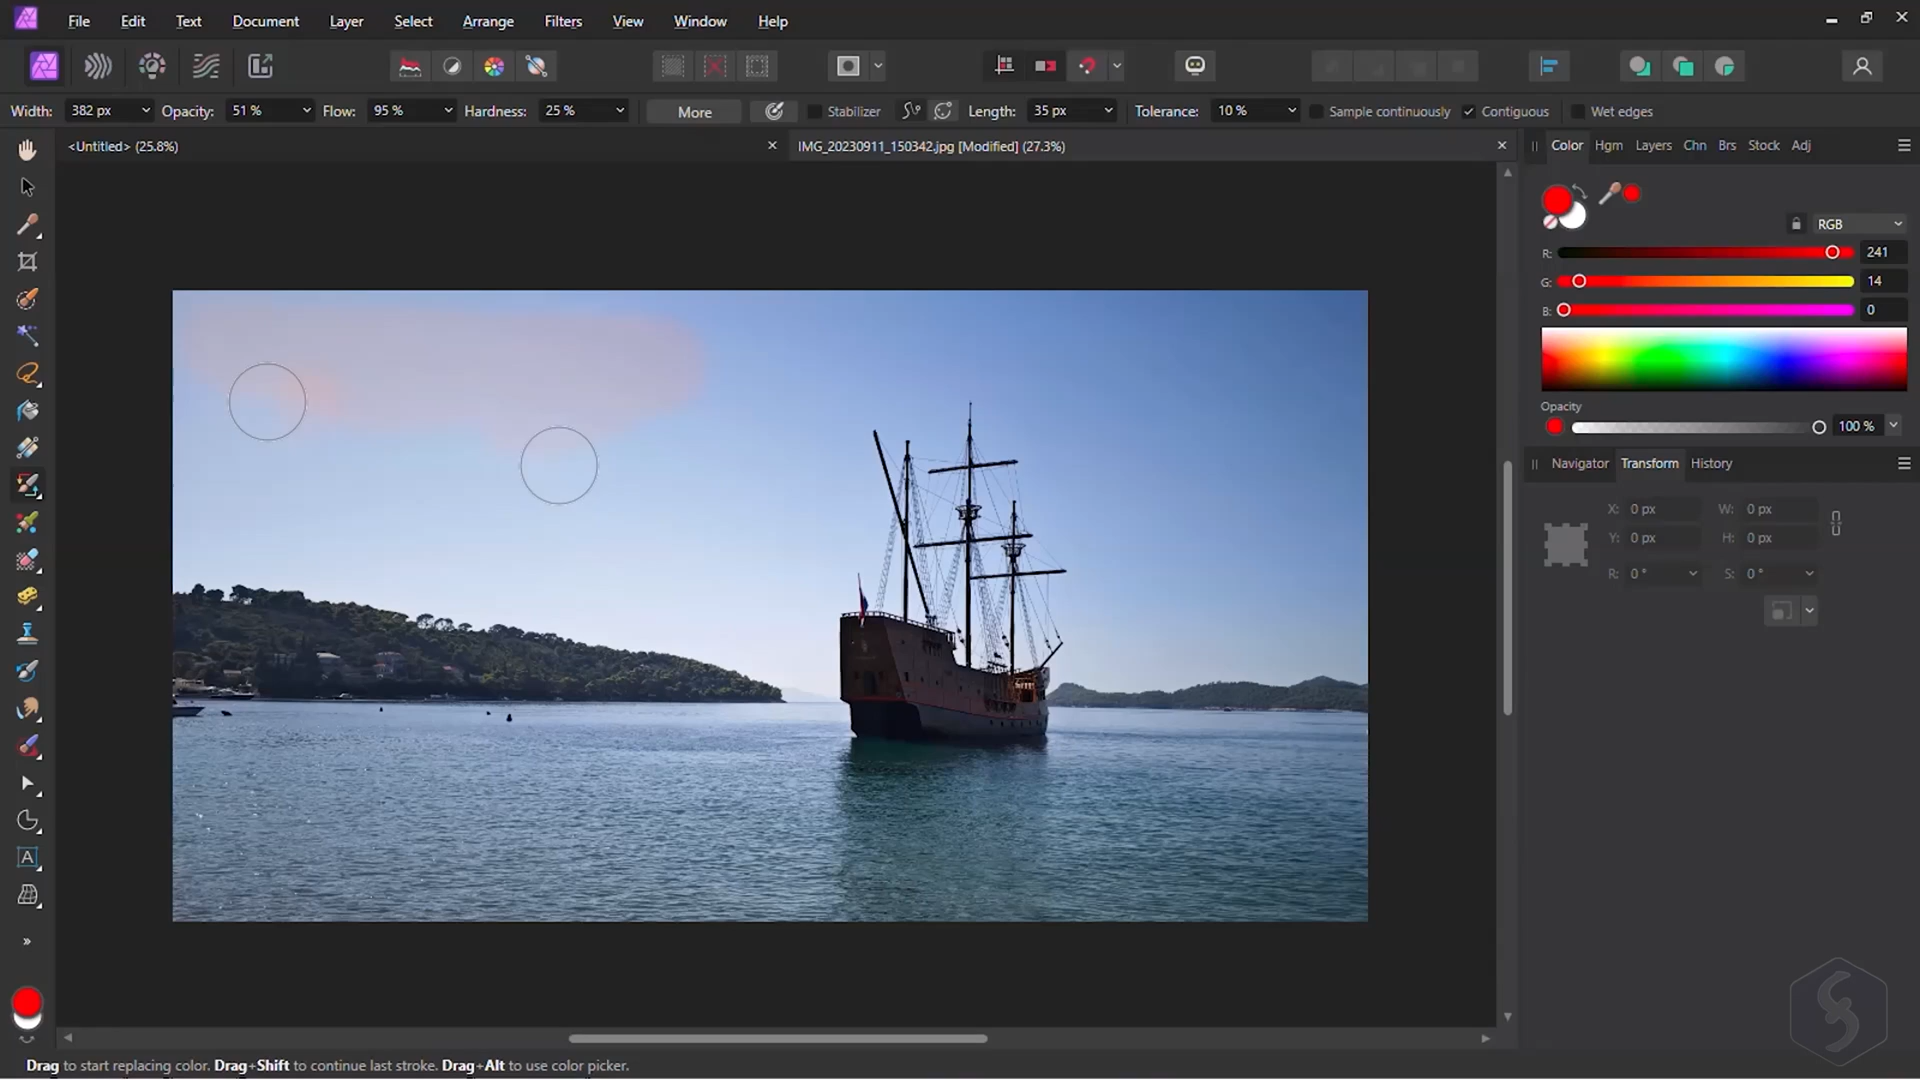 File Edit Text Document Layer Select Arrange Filters View Window Help
Width: 382 px Opacity: 51 % Flow: 95 % Hardness: 25 % More Stabilizer Length: 35 px Tolerance: 10 % Sample continuously Contiguous Wet edges
<Untitled> (25.8%)
IMG_20230911_150342.jpg [Modified] (27.3%)
Color Hgm Layers Chn Brs Stock Adj
RGB
R: 241
G: 14
B: 0
Opacity
100 %
Navigator Transform History
X: 0 px W: 0 px
Y: 0 px H: 0 px
R: 0 ° S: 0 °
A
Drag to start replacing color. Drag+Shift to continue last stroke. Drag+Alt to use color picker.